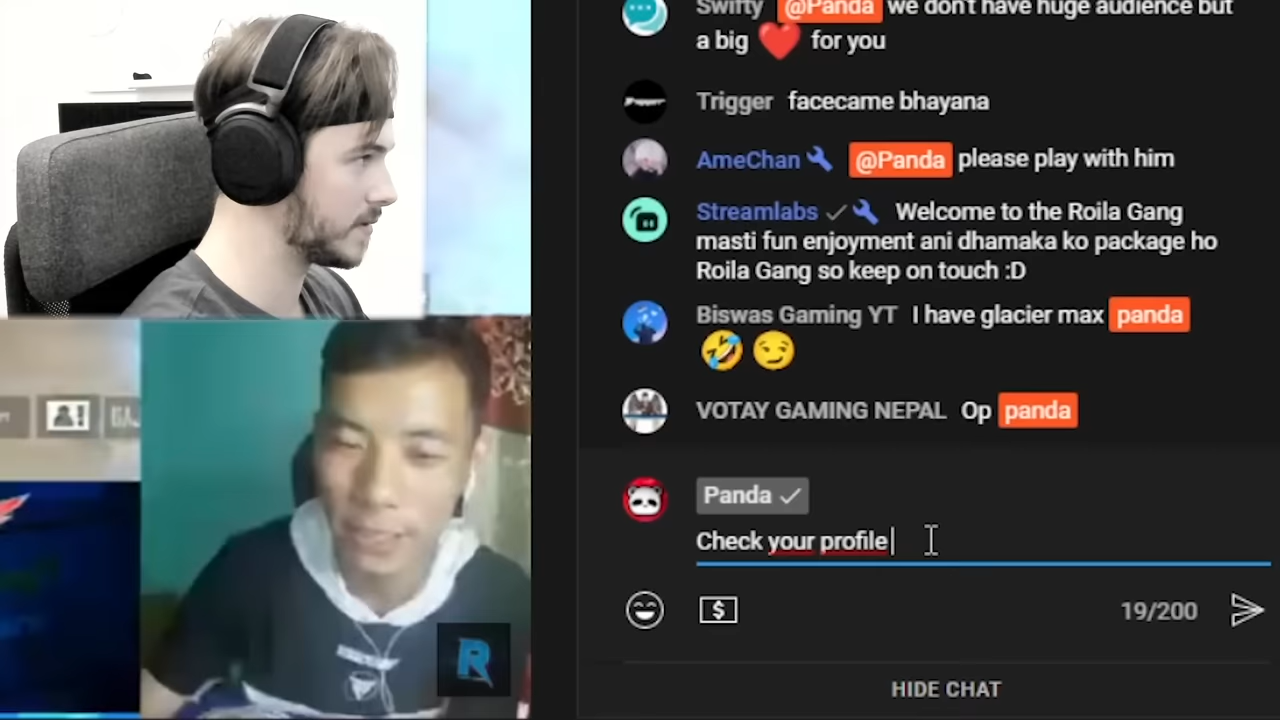 Swifty @Panda we don't have huge audience but
a big ❤️ for you
Trigger facecame bhayana
AmeChan @Panda please play with him
Streamlabs Welcome to the Roila Gang
masti fun enjoyment ani dhamaka ko package ho
Roila Gang so keep on touch :D
Biswas Gaming YT I have glacier max panda
🤣 😏
VOTAY GAMING NEPAL Op panda
Panda
Check your profile
19/200
HIDE CHAT
R